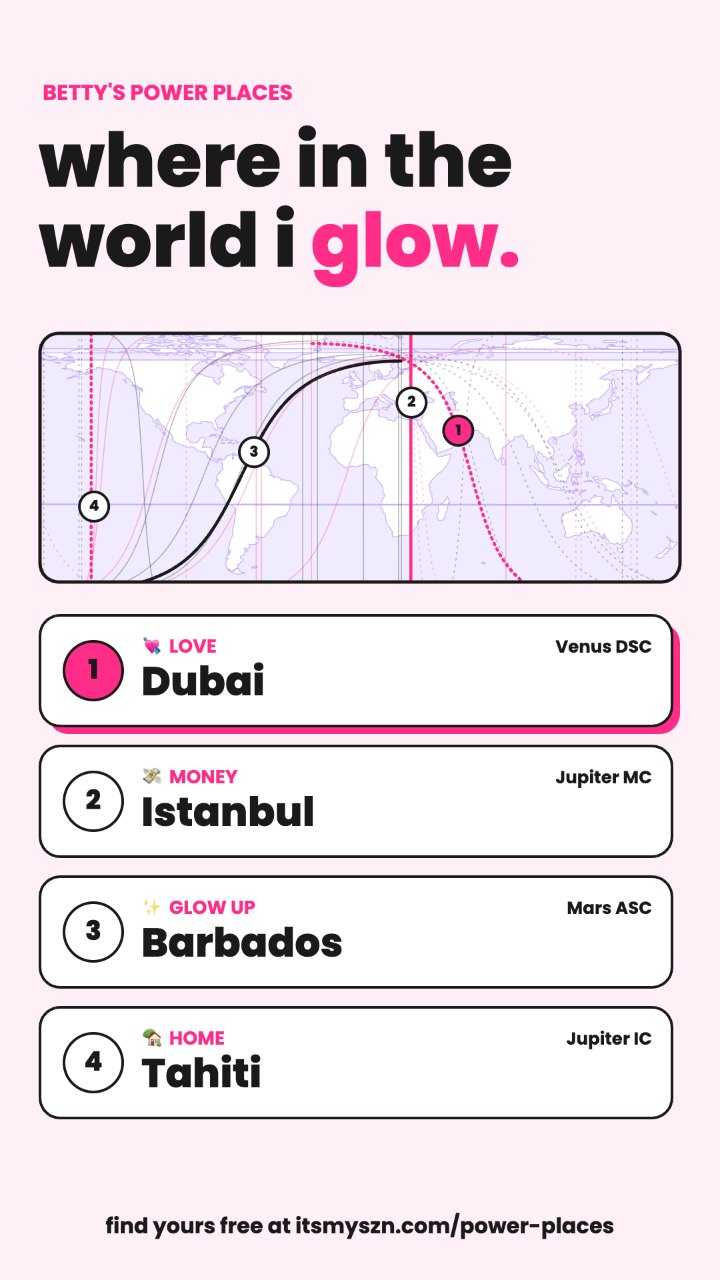 BETTY'S POWER PLACES
where in the
world i glow.
4
3
2
1
1
LOVE
Dubai
Venus DSC
2
MONEY
Istanbul
Jupiter MC
3
GLOW UP
Barbados
Mars ASC
4
HOME
Tahiti
Jupiter IC
find yours free at itsmyszn.com/power-places